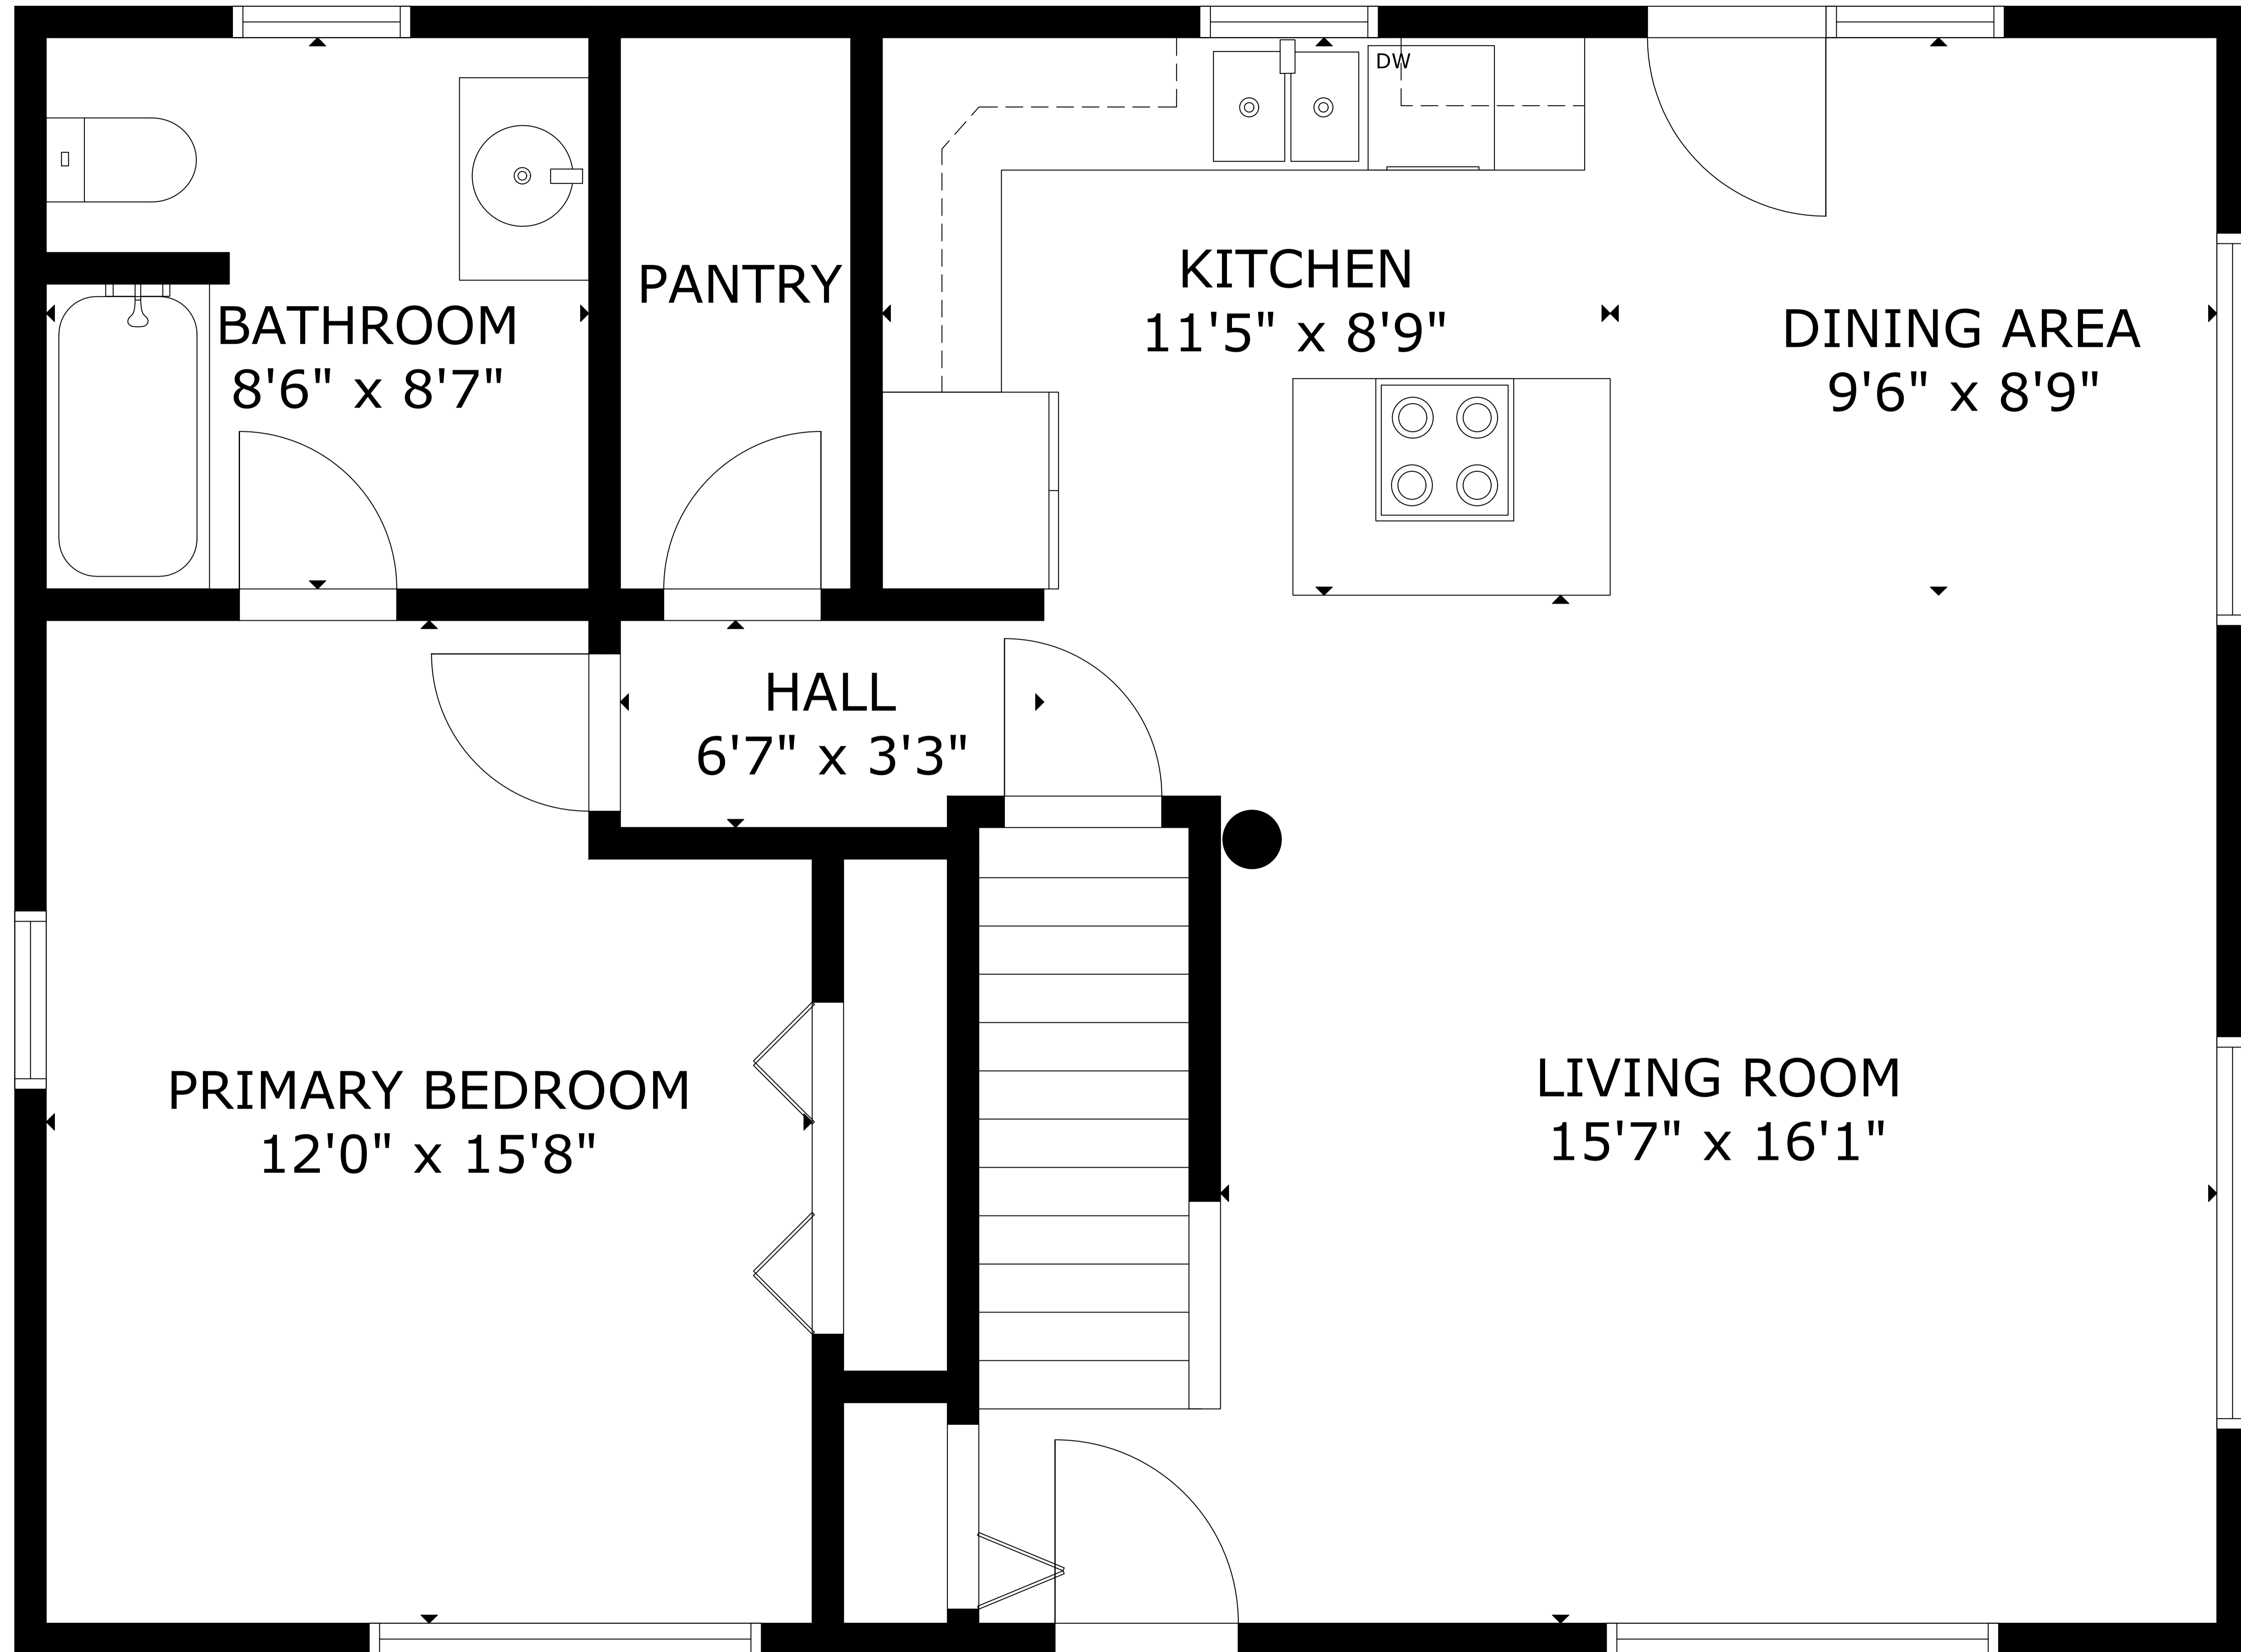 DW
KITCHEN
11'5" x 8'9"
PANTRY
BATHROOM
8'6" x 8'7"
DINING AREA
9'6" x 8'9"
HALL
6'7" x 3'3"
PRIMARY BEDROOM
12'0" x 15'8"
LIVING ROOM
15'7" x 16'1"